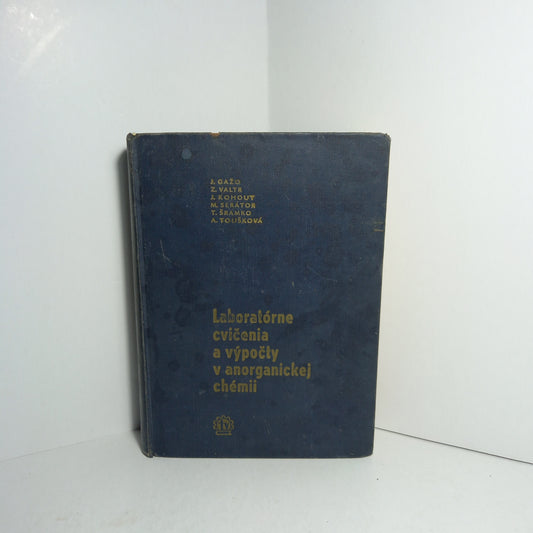 J. GAŽO
Z. VALTR
J. KOHOUT
M. SERÁTOR
T. ŠRAMKO
A. TOUŠKOVÁ
Laboratórne
cvičenia
a výpočty
v anorganickej
chémii